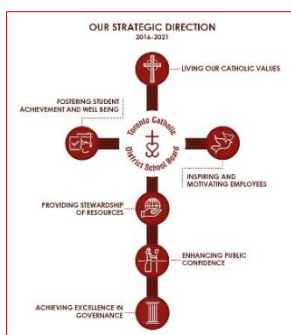 OUR STRATEGIC DIRECTION
2016-2021
LIVING OUR CATHOLIC VALUES
FOSTERING STUDENT
ACHIEVEMENT AND WELL BEING
Toronto Catholic
District School Board
INSPIRING AND
MOTIVATING EMPLOYEES
PROVIDING STEWARDSHIP
OF RESOURCES
ENHANCING PUBLIC
CONFIDENCE
ACHIEVING EXCELLENCE IN
GOVERNANCE